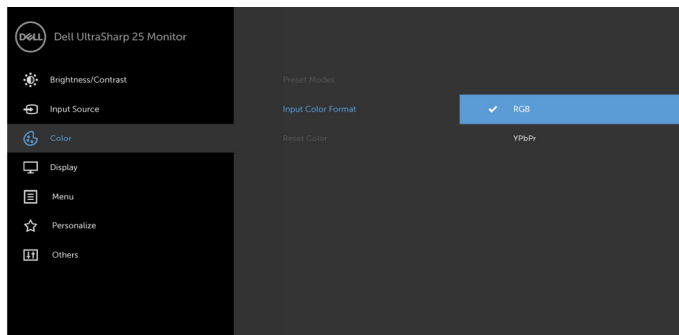 DELL Dell UltraSharp 25 Monitor
Brightness/Contrast
Input Source
Color
Display
Menu
Personalize
Others
Preset Modes
Input Color Format
Reset Color
RGB
YPbPr